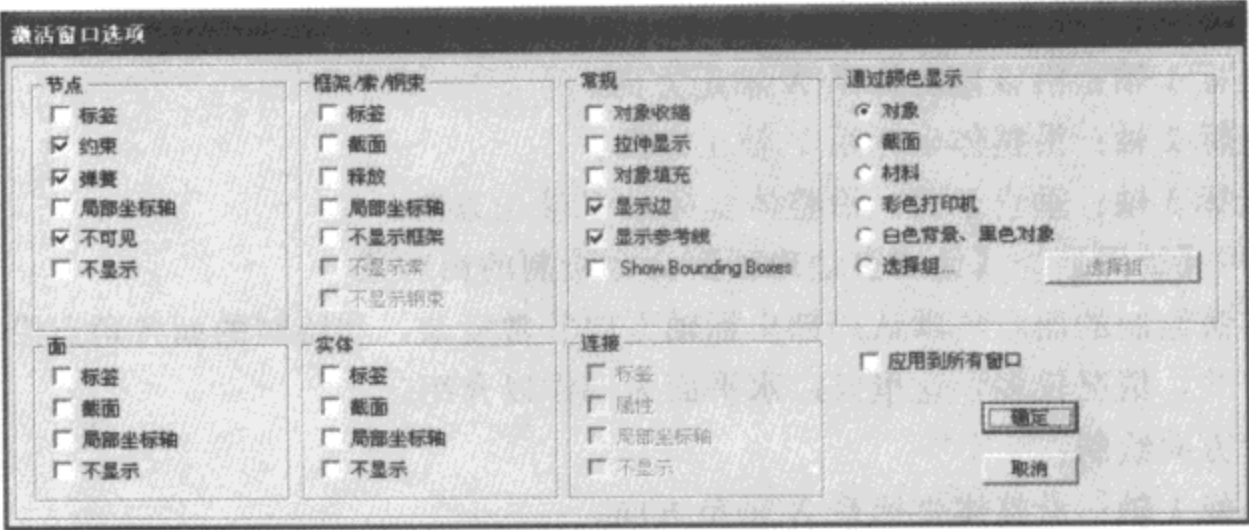 激活窗口选项
节点
标签
约束
弹簧
局部坐标轴
不可见
不显示
框架/索/钢束
标签
截面
释放
局部坐标轴
不显示框架
不显示索
不显示钢束
常规
对象收缩
拉伸显示
对象填充
显示边
显示参考线
Show Bounding Boxes
通过颜色显示
对象
截面
材料
彩色打印机
白色背景、黑色对象
选择组...
选择组...
面
标签
截面
局部坐标轴
不显示
实体
标签
截面
局部坐标轴
不显示
连接
标签
属性
局部坐标轴
不显示
应用到所有窗口
确定
取消